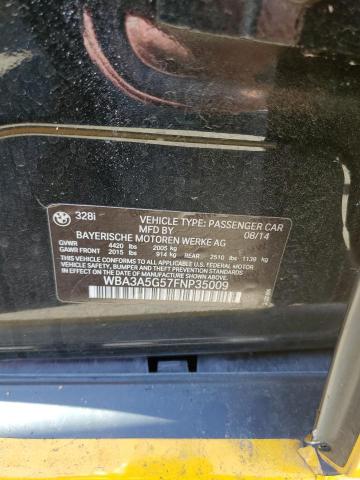 328i
VEHICLE TYPE: PASSENGER CAR
MFD BY 08/14
BAYERISCHE MOTOREN WERKE AG
GVWR 4420 lbs 2005 kg
GAWR FRONT 2015 lbs 914 kg GAWR REAR 2510 lbs 1139 kg
THIS VEHICLE CONFORMS TO ALL APPLICABLE U.S. FEDERAL MOTOR
VEHICLE SAFETY, BUMPER AND THEFT PREVENTION STANDARDS
IN EFFECT ON THE DATE OF MANUFACTURE SHOWN ABOVE.
WBA3A5G57FNP35009